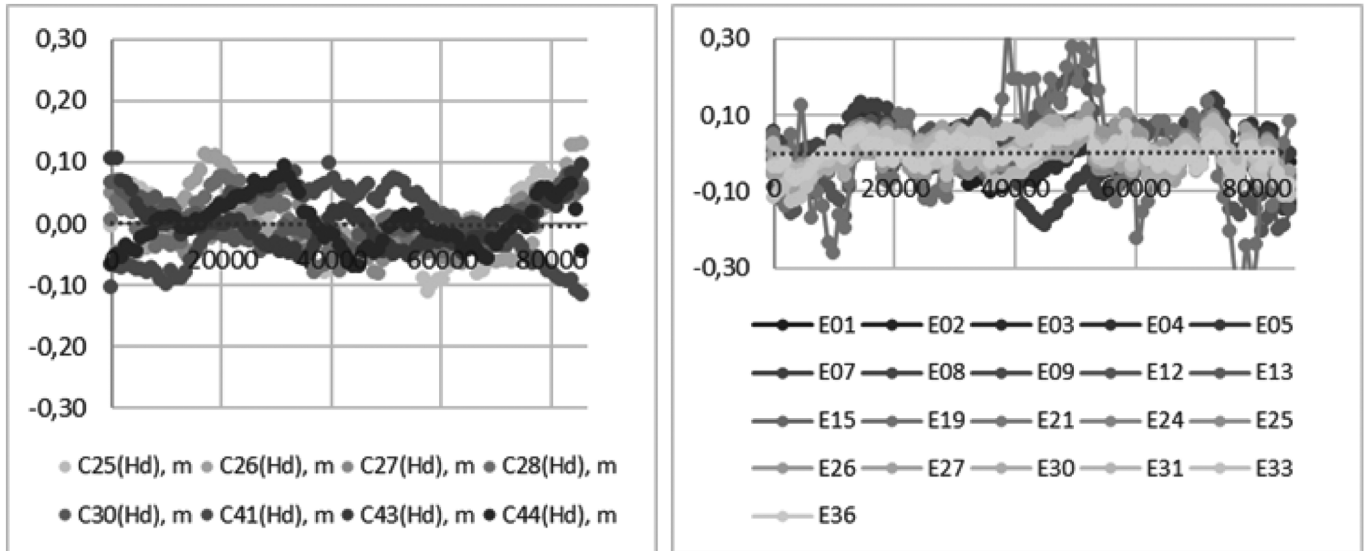 0,30
0,20
0,10
0,00
-0,10
-0,20
-0,30
0 20000 40000 60000 80000
C25(Hd), m C26(Hd), m C27(Hd), m C28(Hd), m
C30(Hd), m C41(Hd), m C43(Hd), m C44(Hd), m
0,30
0,10
-0,10
-0,30
0 20000 40000 60000 80000
E01 E02 E03 E04 E05
E07 E08 E09 E12 E13
E15 E19 E21 E24 E25
E26 E27 E30 E31 E33
E36